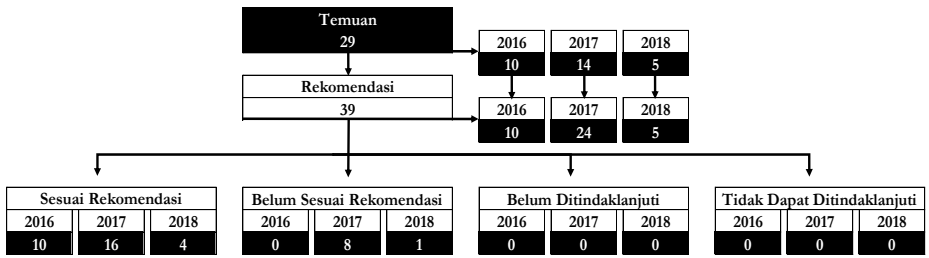 Temuan
29
2016 2017 2018
10 14 5
Rekomendasi
39
2016 2017 2018
10 24 5
Sesuai Rekomendasi Belum Sesuai Rekomendasi Belum Ditindaklanjuti Tidak Dapat Ditindaklanjuti
2016 2017 2018 2016 2017 2018 2016 2017 2018 2016 2017 2018
10 16 4 0 8 1 0 0 0 0 0 0